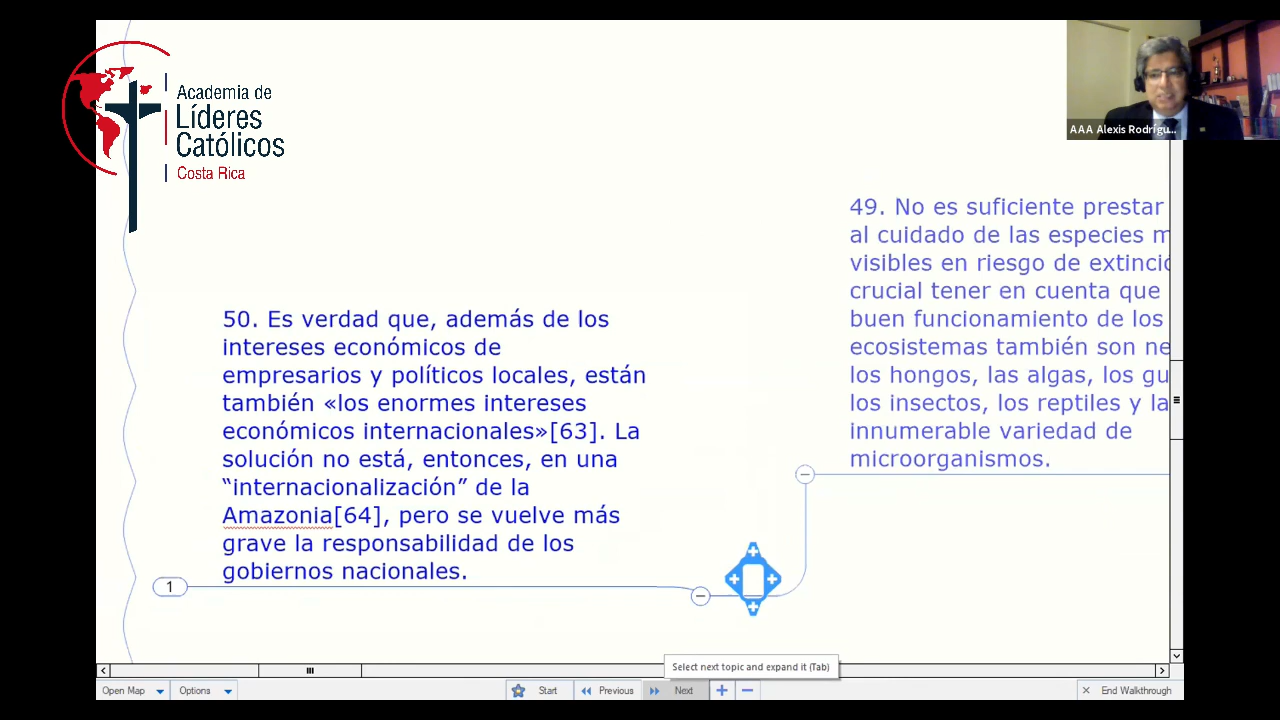 Academia de
Líderes
Católicos
Costa Rica
AAA Alexis Rodrígu...
49. No es suficiente prestar
al cuidado de las especies m
visibles en riesgo de extinció
crucial tener en cuenta que
buen funcionamiento de los
ecosistemas también son ne
los hongos, las algas, los gu
los insectos, los reptiles y la
innumerable variedad de
microorganismos.
50. Es verdad que, además de los
intereses económicos de
empresarios y políticos locales, están
también «los enormes intereses
económicos internacionales»[63]. La
solución no está, entonces, en una
“internacionalización” de la
Amazonia[64], pero se vuelve más
grave la responsabilidad de los
gobiernos nacionales.
1
Select next topic and expand it (Tab)
Open Map
Options
Start
Previous
Next
End Walkthrough